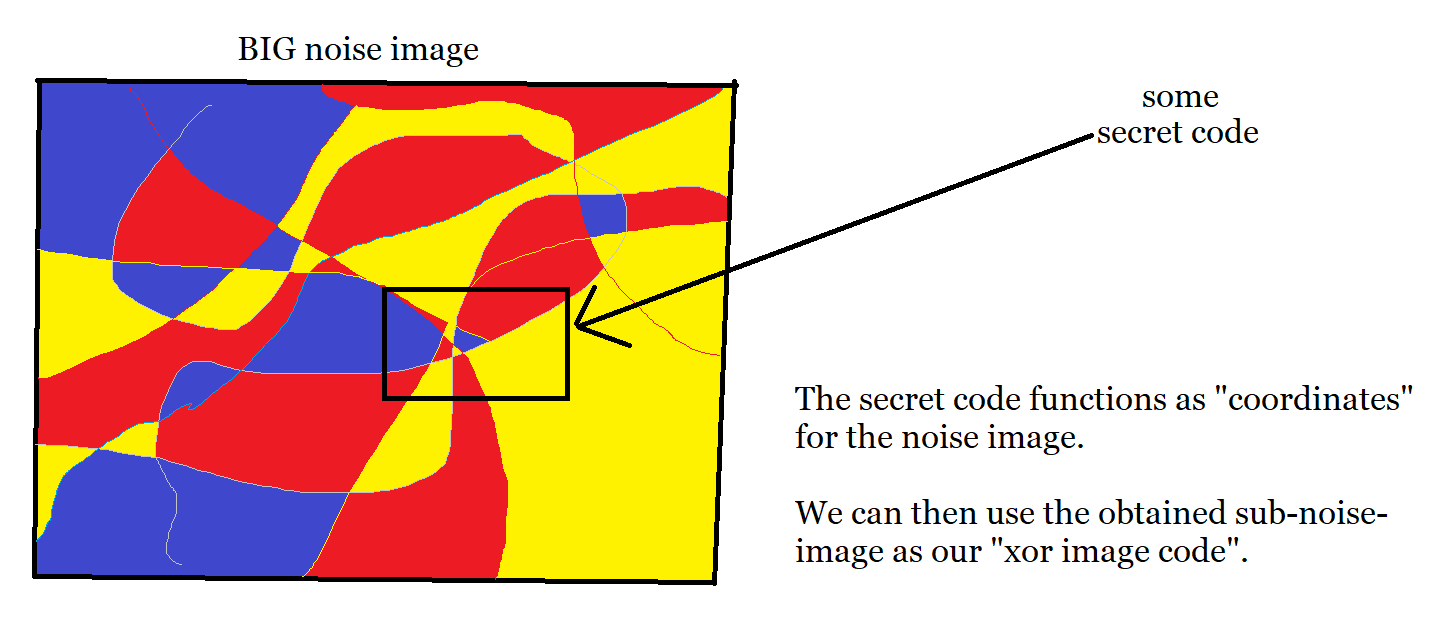 BIG noise image
some
secret code
The secret code functions as "coordinates"
for the noise image.
We can then use the obtained sub-noise-
image as our "xor image code".